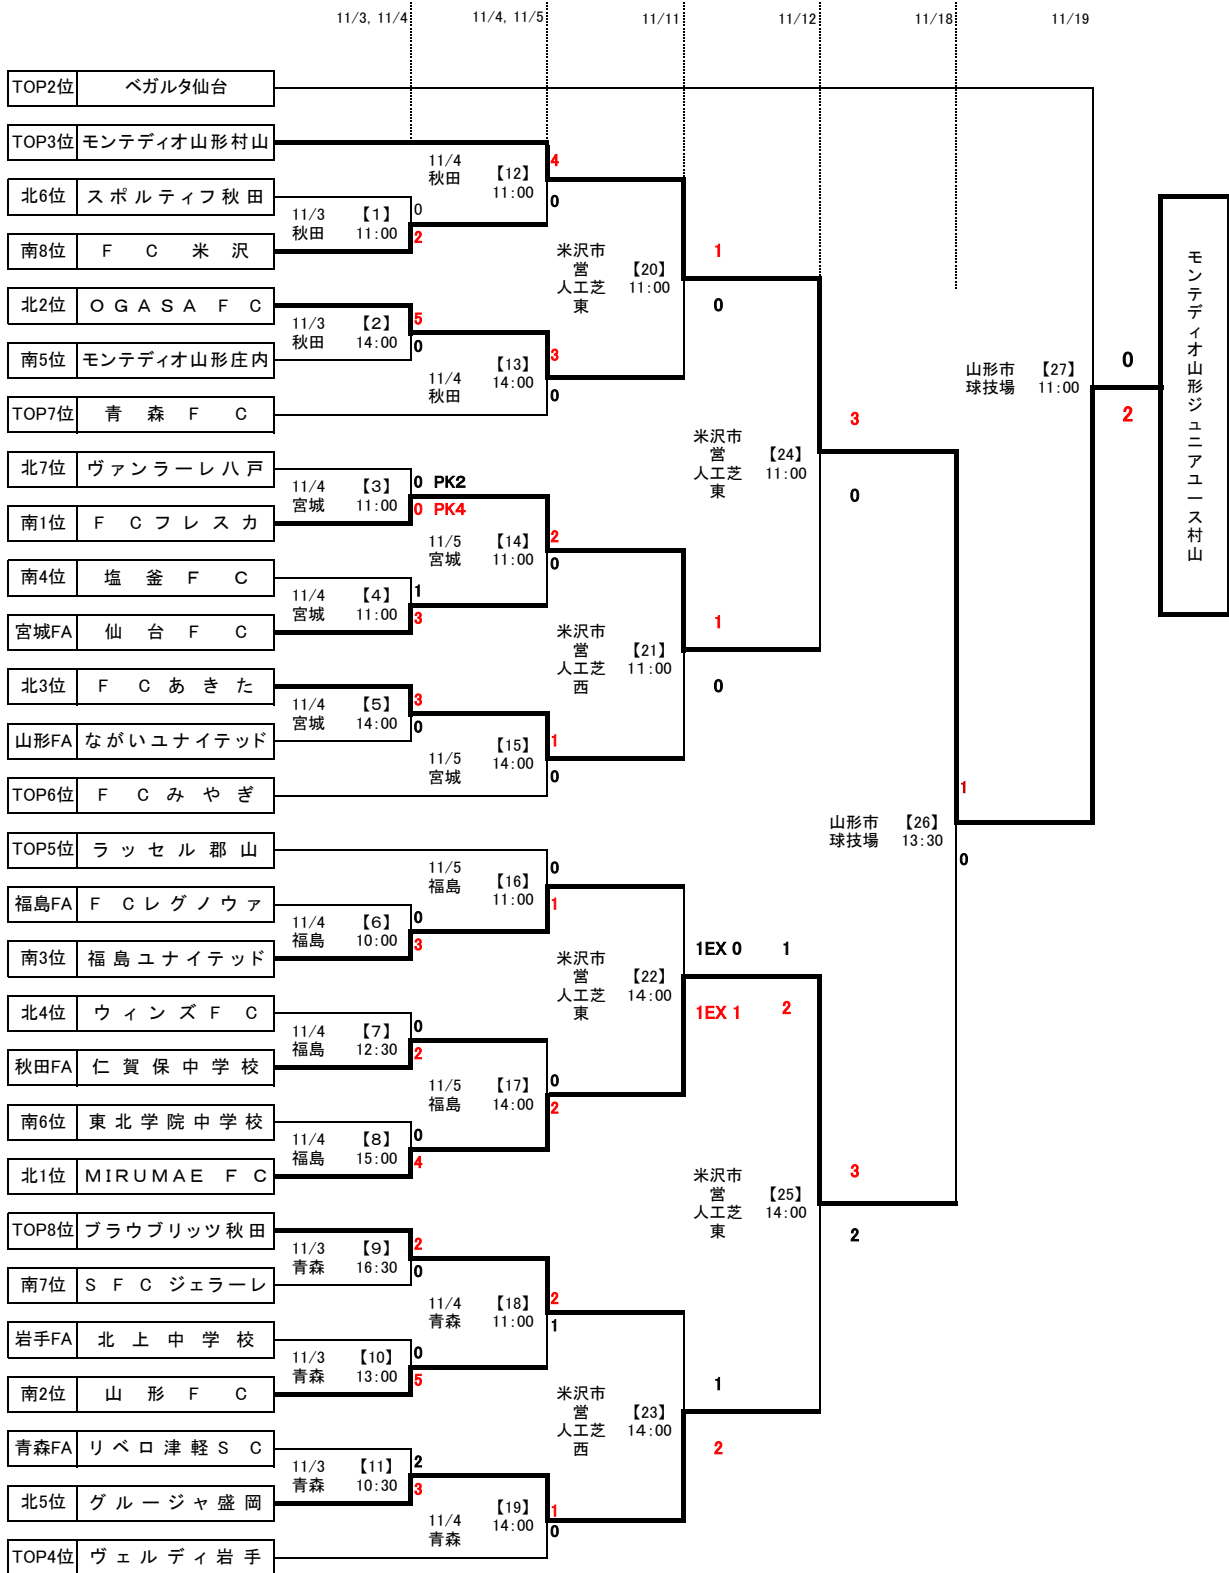 11/3, 11/4 11/4, 11/5 11/11 11/12 11/18 11/19
TOP2位 ベガルタ仙台
TOP3位 モンテディオ山形村山
11/4 【12】 4
秋田 11:00 0
北6位 スポルティフ秋田
11/3 【1】 0
秋田 11:00 2
南8位 FC米沢
米沢市営人工芝東 【20】 11:00 1
0
北2位 OGASA FC
11/3 【2】 5
秋田 14:00 0
南5位 モンテディオ山形庄内
【13】 3
11/4 14:00 0
秋田
TOP7位 青森FC
米沢市営人工芝東 【24】 11:00 3
0
北7位 ヴァンラーレ八戸
11/4 【3】 0 PK2
宮城 11:00 0 PK4
南1位 FCフレスカ
11/5 【14】 2
宮城 11:00 0
南4位 塩釜FC
11/4 【4】 1
宮城 11:00 3
宮城FA 仙台FC
米沢市営人工芝西 【21】 11:00 1
0
北3位 FCあきた
11/4 【5】 3
宮城 14:00 0
山形FA ながいユナイテッド
11/5 【15】 1
宮城 14:00 0
TOP6位 FCみやぎ
山形市球技場 【26】 13:30 1
0
山形市 【27】 0
球技場 11:00 2
モンテディオ山形ジュニアユース村山
TOP5位 ラッセル郡山
11/5 【16】 0
福島 11:00 1
福島FA FCレグノウァ
11/4 【6】 0
福島 10:00 3
南3位 福島ユナイテッド
米沢市営人工芝東 【22】 14:00 1EX 0 1
1EX 1 2
北4位 ウィンズFC
11/4 【7】 0
福島 12:30 2
秋田FA 仁賀保中学校
11/5 【17】 0
福島 14:00 2
南6位 東北学院中学校
11/4 【8】 0
福島 15:00 4
北1位 MIRUMAE FC
米沢市営人工芝東 【25】 14:00 3
2
TOP8位 ブラウブリッツ秋田
11/3 【9】 2
青森 16:30 0
南7位 SFCジェラーレ
11/4 【18】 2
青森 11:00 1
岩手FA 北上中学校
11/3 【10】 0
青森 13:00 5
南2位 山形FC
米沢市営人工芝西 【23】 14:00 1
2
青森FA リベロ津軽SC
11/3 【11】 2
青森 10:30 3
北5位 グルージャ盛岡
【19】 1
11/4 14:00 0
青森
TOP4位 ヴェルディ岩手